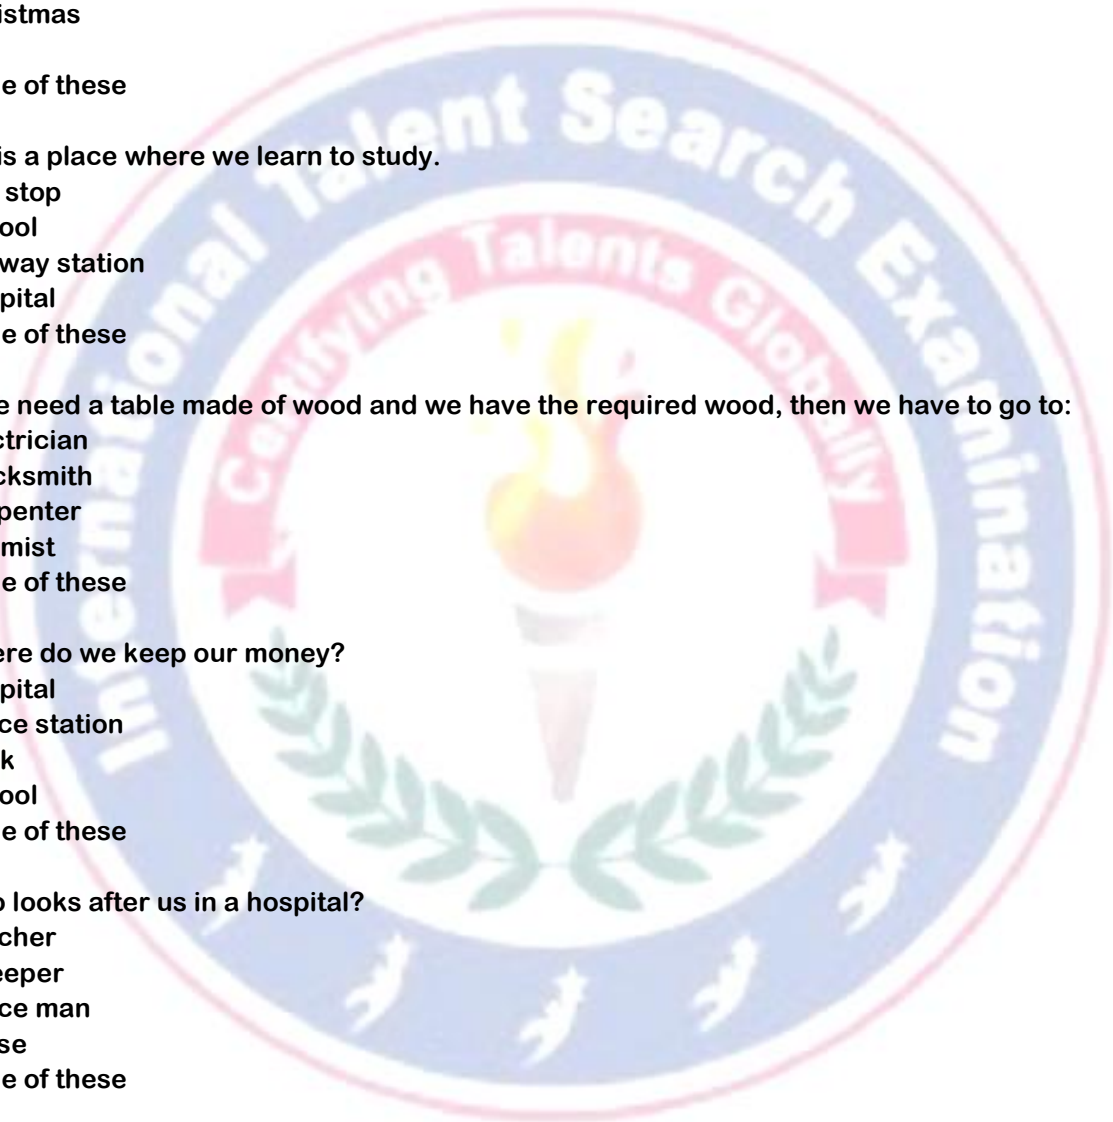 istmas
e of these
is a place where we learn to study.
stop
ool
way station
pital
e of these
e need a table made of wood and we have the required wood, then we have to go to:
ctrician
cksmith
penter
mist
e of these
ere do we keep our money?
pital
ce station
k
ool
e of these
o looks after us in a hospital?
cher
eeper
ce man
se
e of these
International Talent Search Examination
Certifying Talents Globally